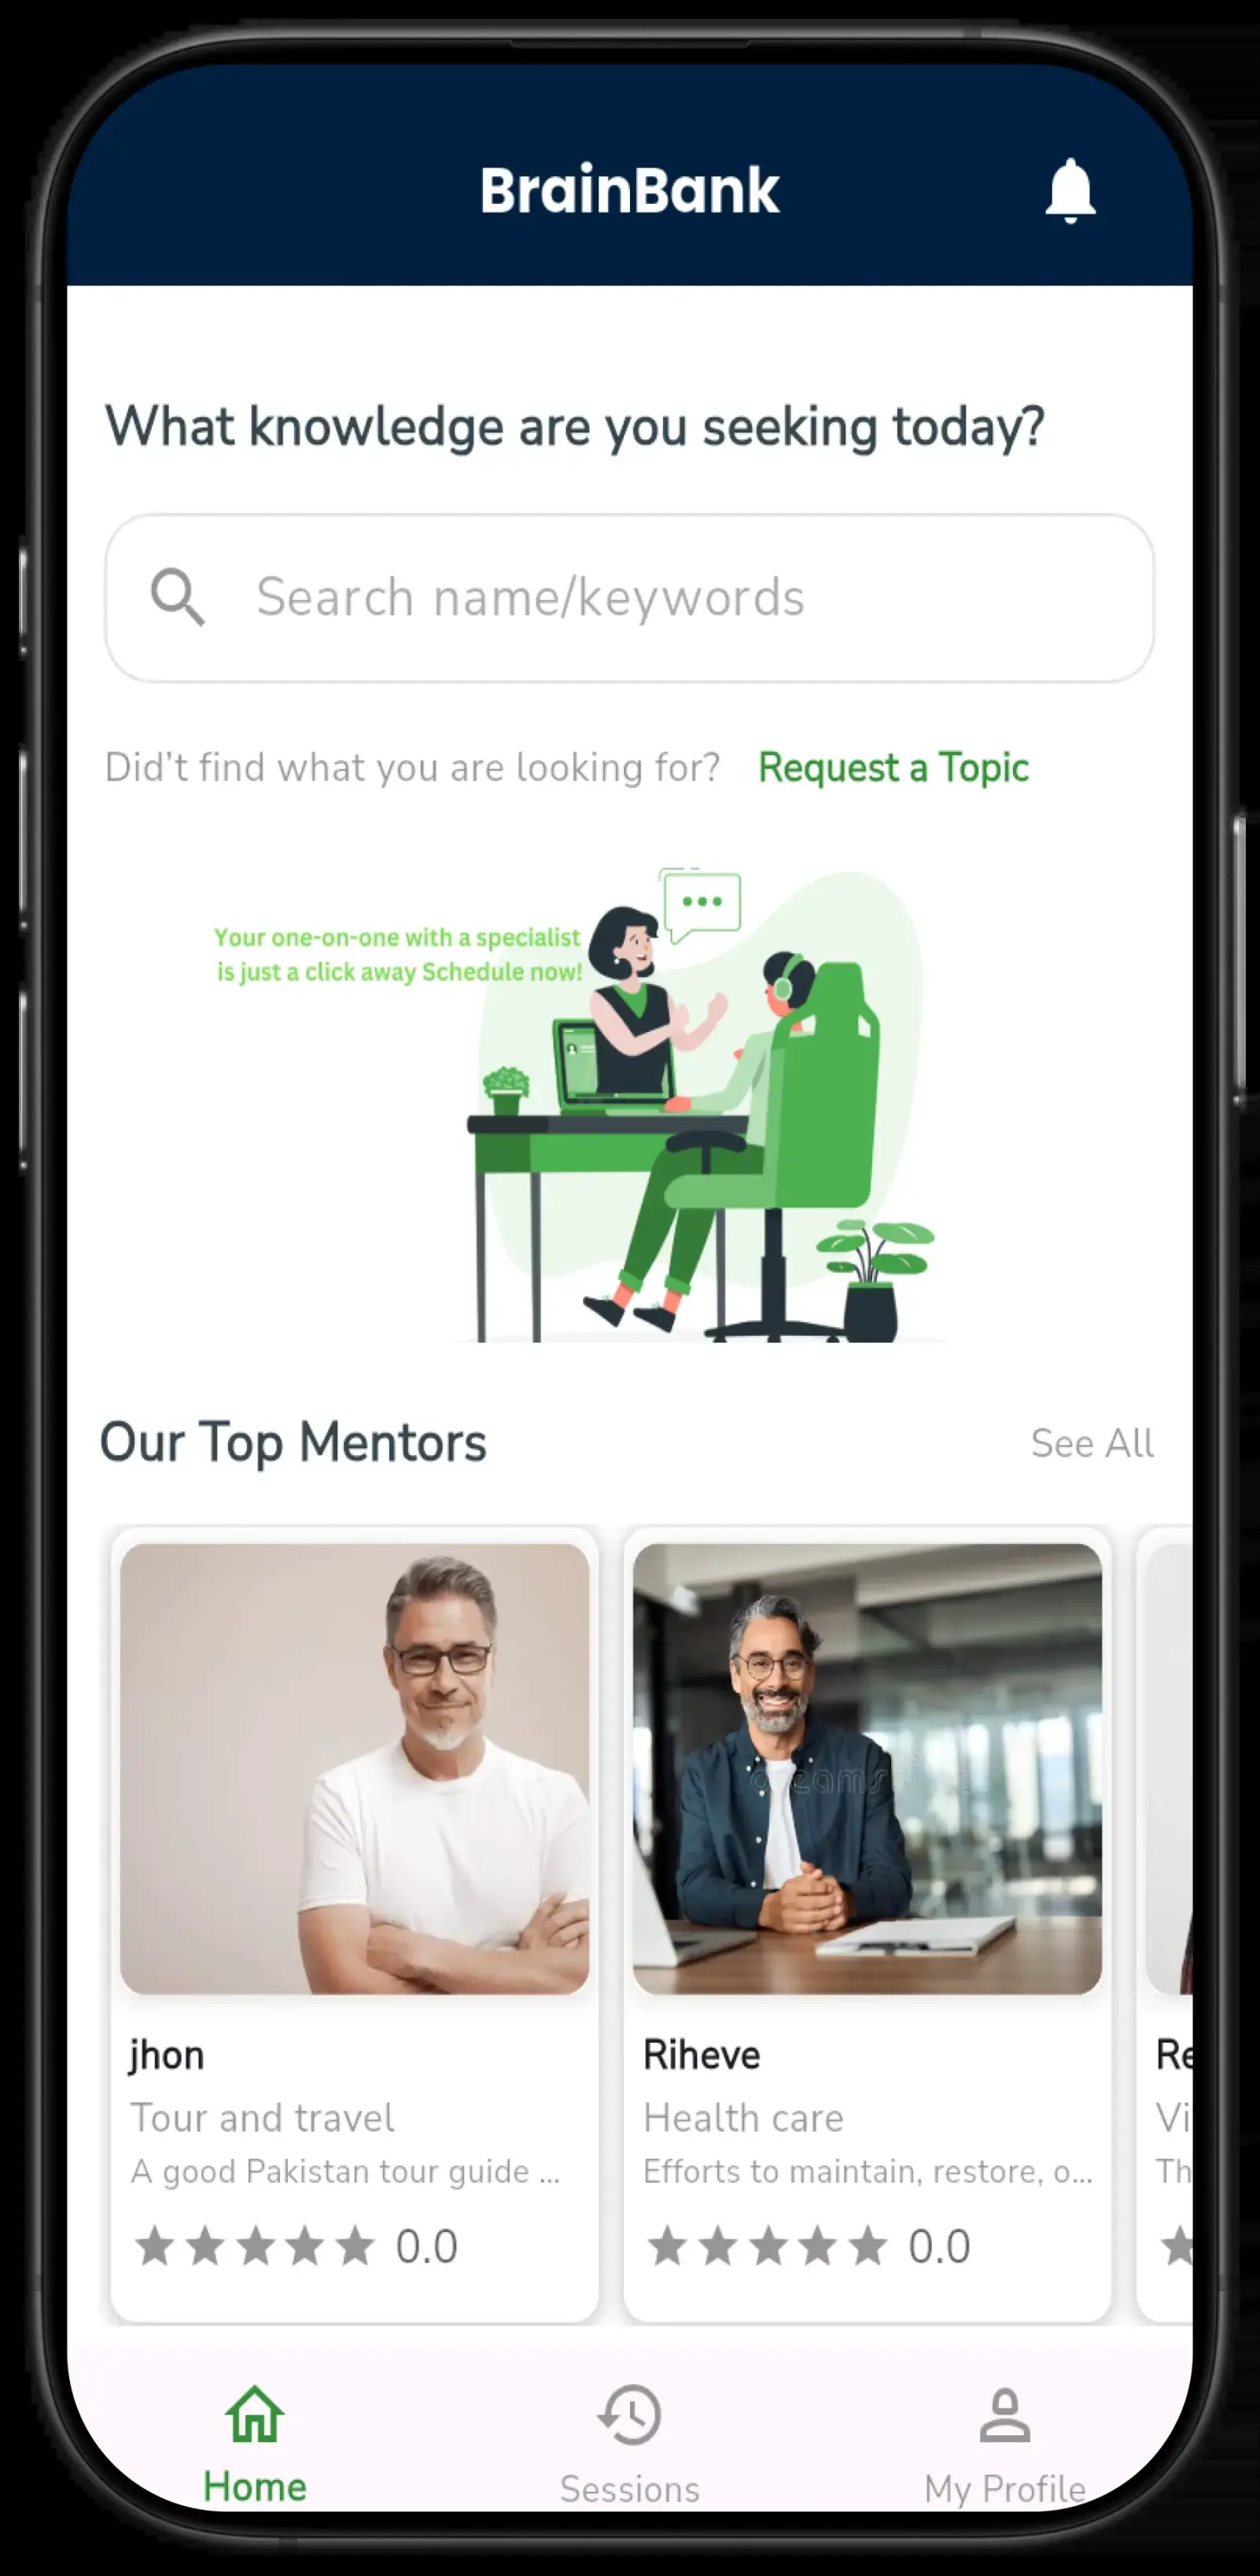 BrainBank
What knowledge are you seeking today?
Search name/keywords
Did't find what you are looking for? Request a Topic
Your one-on-one with a specialist
is just a click away Schedule now!
Our Top Mentors
See All
jhon
Tour and travel
A good Pakistan tour guide ...
0.0
Riheve
Health care
Efforts to maintain, restore, o...
0.0
Re
Vi
Th
Home
Sessions
My Profile